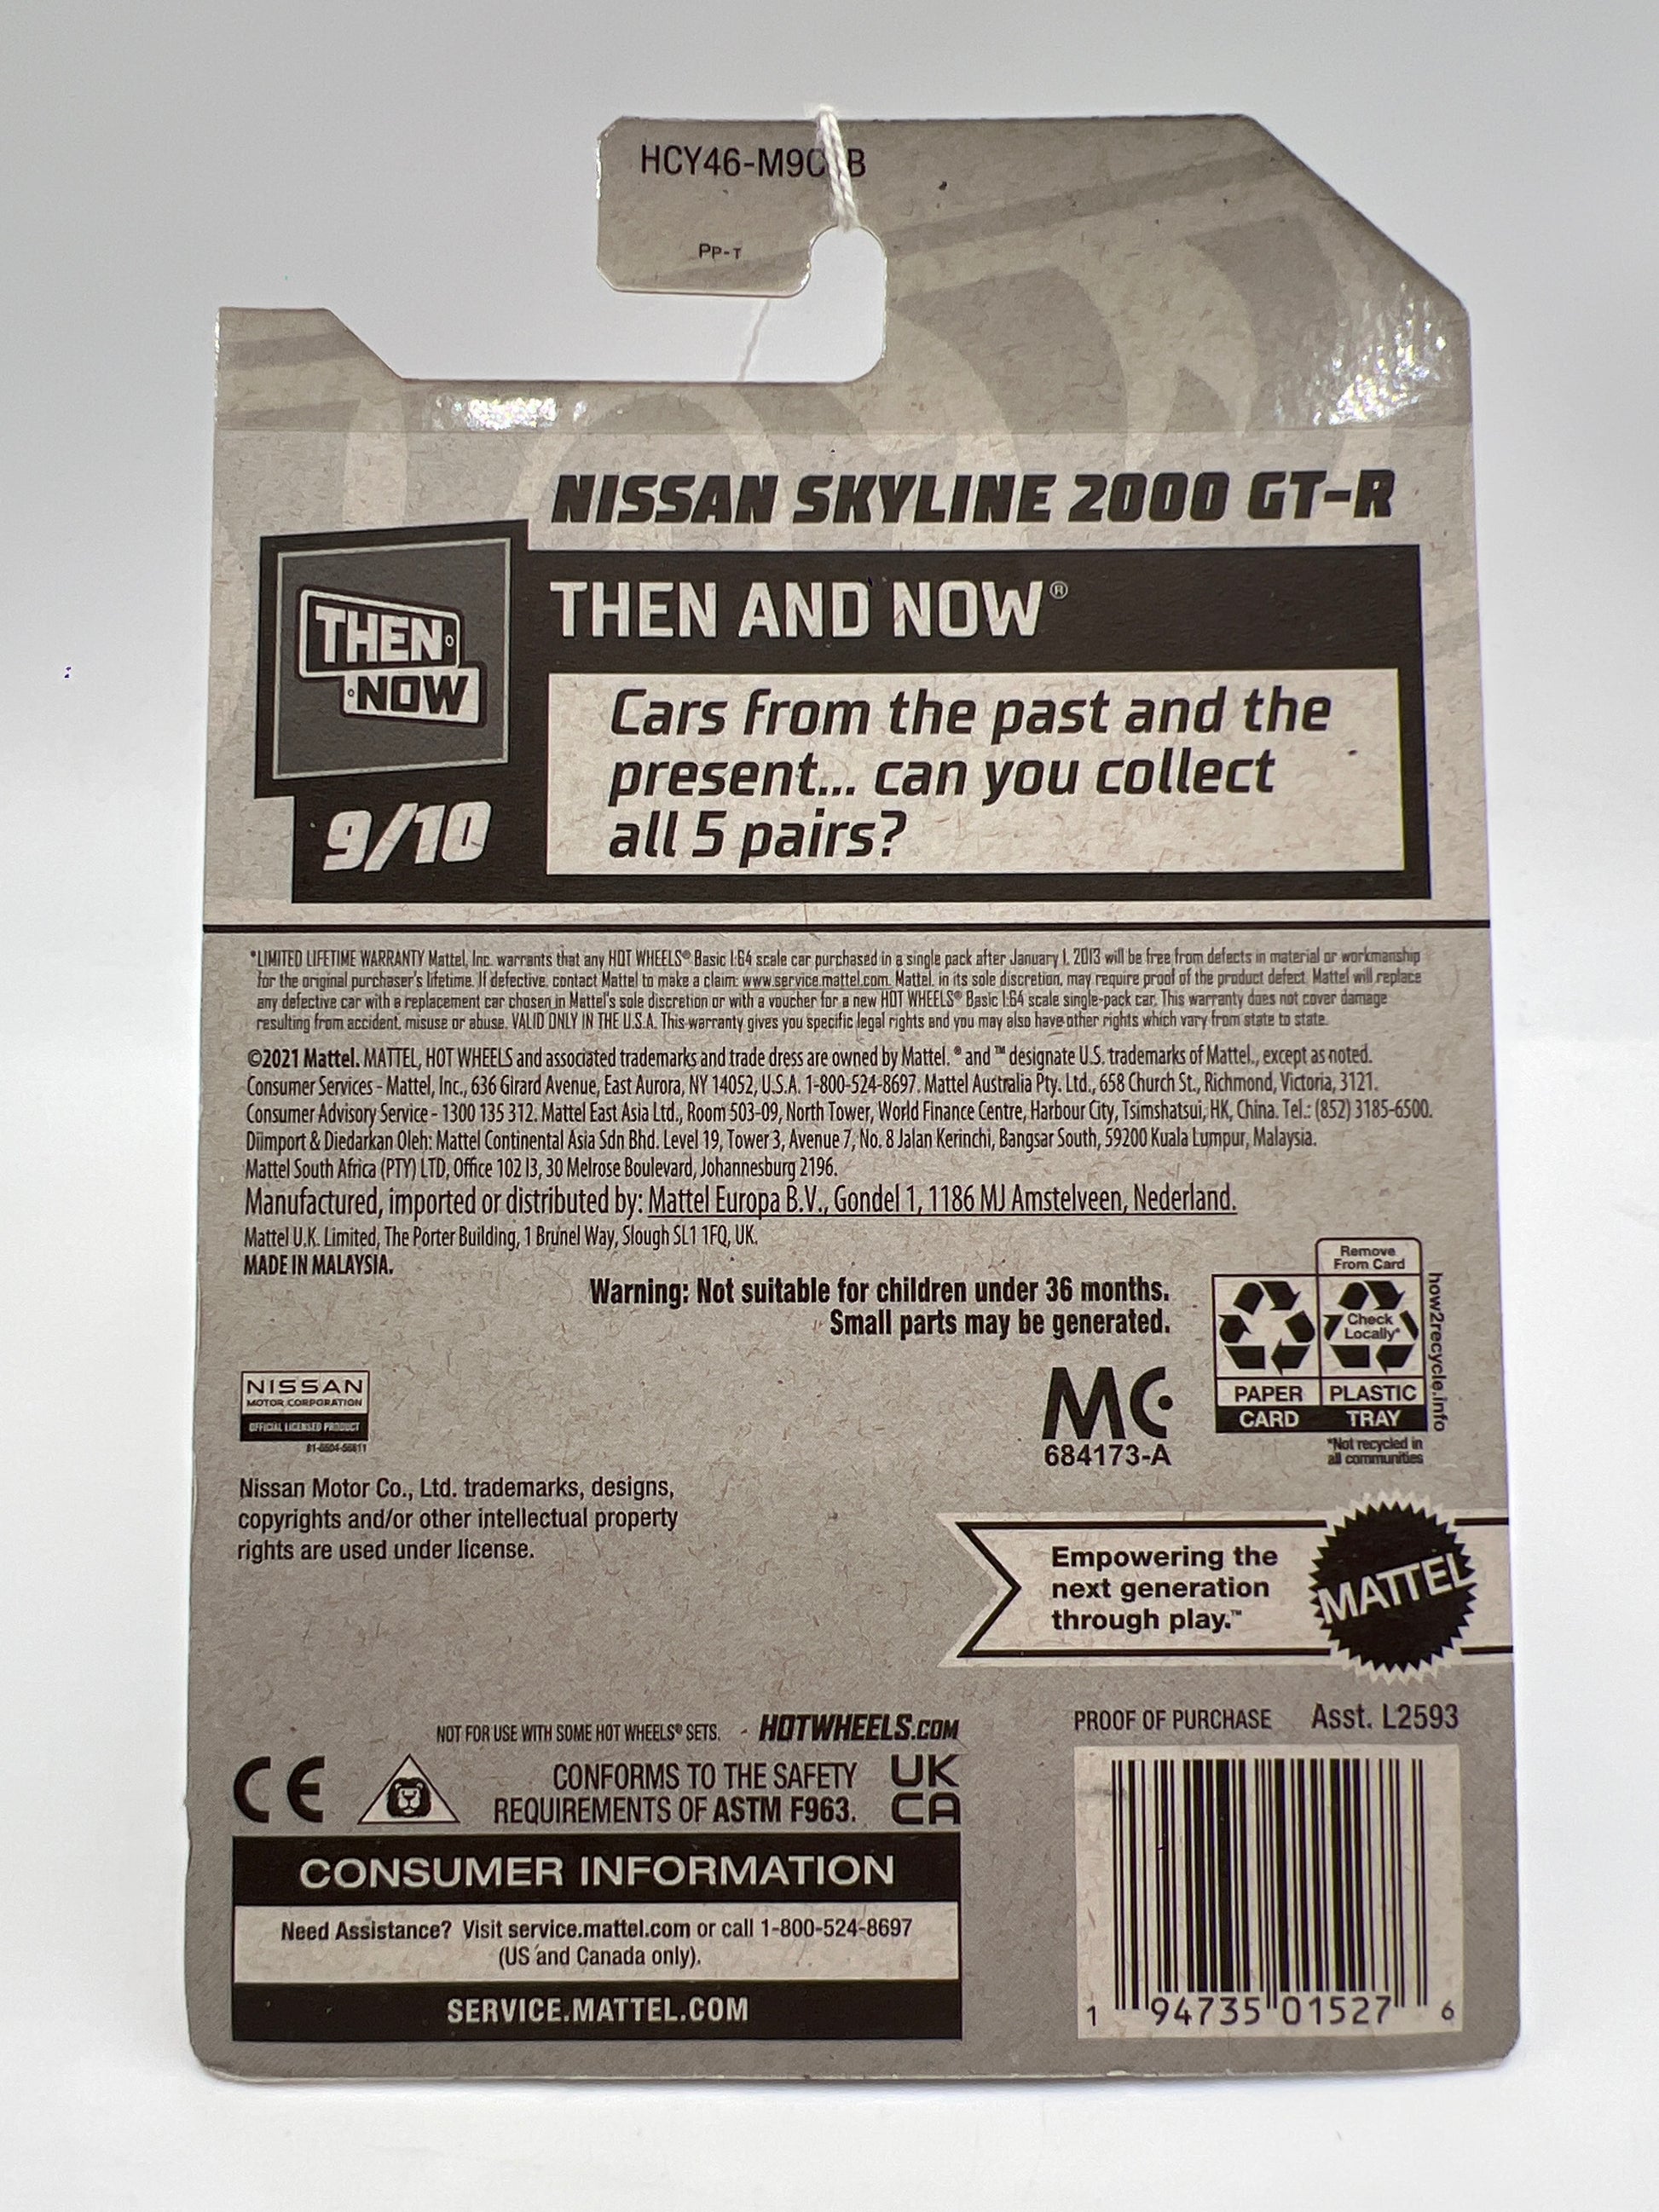 HCY46-M9C
B
PP-T
NISSAN SKYLINE 2000 GT-R
THEN AND NOW®
THEN
NOW
9/10
Cars from the past and the
present... can you collect
all 5 pairs?
*LIMITED LIFETIME WARRANTY Mattel, Inc. warrants that any HOT WHEELS® Basic 1:64 scale car purchased in a single pack after January 1, 2013 will be free from defects in material or workmanship
for the original purchaser's lifetime. If defective, contact Mattel to make a claim: www.service.mattel.com. Mattel, in its sole discretion, may require proof of the product defect. Mattel will replace
any defective car with a replacement car chosen in Mattel's sole discretion or with a voucher for a new HOT WHEELS® Basic 1:64 scale single-pack car. This warranty does not cover damage
resulting from accident, misuse or abuse. VALID ONLY IN THE U.S.A. This warranty gives you specific legal rights and you may also have other rights which vary from state to state.
©2021 Mattel. MATTEL, HOT WHEELS and associated trademarks and trade dress are owned by Mattel. ® and ™ designate U.S. trademarks of Mattel., except as noted.
Consumer Services - Mattel, Inc., 636 Girard Avenue, East Aurora, NY 14052, U.S.A. 1-800-524-8697. Mattel Australia Pty. Ltd., 658 Church St., Richmond, Victoria, 3121.
Consumer Advisory Service - 1300 135 312. Mattel East Asia Ltd., Room 503-09, North Tower, World Finance Centre, Harbour City, Tsimshatsui, HK, China. Tel.: (852) 3185-6500.
Diimport & Diedarkan Oleh: Mattel Continental Asia Sdn Bhd. Level 19, Tower 3, Avenue 7, No. 8 Jalan Kerinchi, Bangsar South, 59200 Kuala Lumpur, Malaysia.
Mattel South Africa (PTY) LTD, Office 102 I3, 30 Melrose Boulevard, Johannesburg 2196.
Manufactured, imported or distributed by: Mattel Europa B.V., Gondel 1, 1186 MJ Amstelveen, Nederland.
Mattel U.K. Limited, The Porter Building, 1 Brunel Way, Slough SL1 1FQ, UK.
MADE IN MALAYSIA.
Warning: Not suitable for children under 36 months.
Small parts may be generated.
Remove
From Card
Check
Locally*
PAPER
PLASTIC
CARD
TRAY
how2recycle.info
*Not recycled in
all communities
NISSAN
MOTOR CORPORATION
OFFICIAL LICENSED PRODUCT
MC
684173-A
Nissan Motor Co., Ltd. trademarks, designs,
copyrights and/or other intellectual property
rights are used under license.
Empowering the
next generation
through play.™
MATTEL
NOT FOR USE WITH SOME HOT WHEELS® SETS. - HOTWHEELS.COM
CE
CONFORMS TO THE SAFETY
REQUIREMENTS OF ASTM F963.
UK
CA
PROOF OF PURCHASE Asst. L2593
CONSUMER INFORMATION
Need Assistance? Visit service.mattel.com or call 1-800-524-8697
(US and Canada only).
SERVICE.MATTEL.COM
1 94735 01527 6